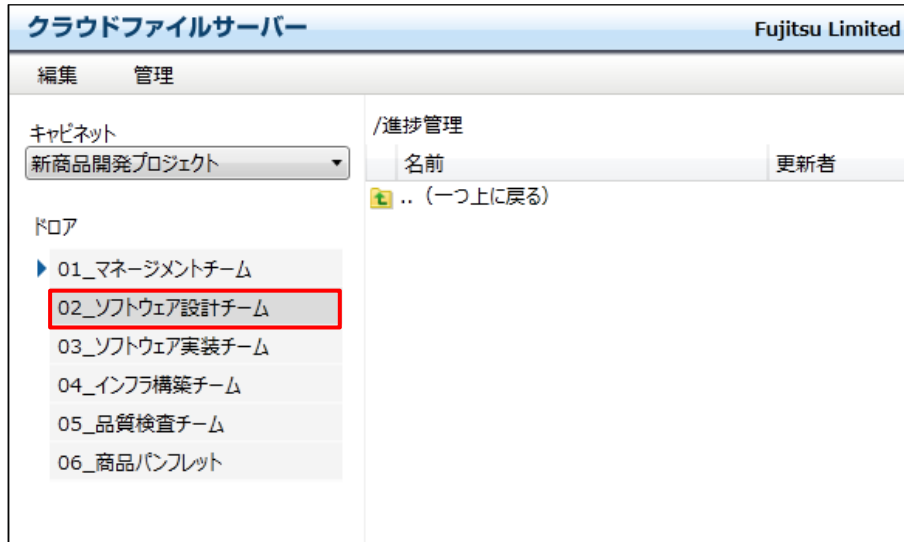 クラウドファイルサーバー
Fujitsu Limited
編集 管理
キャビネット
新商品開発プロジェクト
ドロア
01_マネージメントチーム
02_ソフトウェア設計チーム
03_ソフトウェア実装チーム
04_インフラ構築チーム
05_品質検査チーム
06_商品パンフレット
/進捗管理
名前 更新者
..（一つ上に戻る）